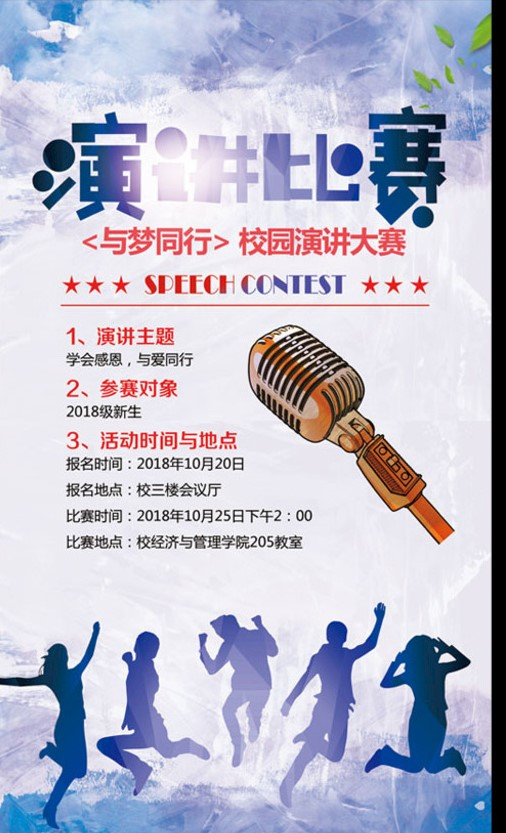 演讲比赛
<与梦同行> 校园演讲大赛
★★★ SPEECH CONTEST ★★★
1、演讲主题
学会感恩，与爱同行
2、参赛对象
2018级新生
3、活动时间与地点
报名时间：2018年10月20日
报名地点：校三楼会议厅
比赛时间：2018年10月25日下午2：00
比赛地点：校经济与管理学院205教室